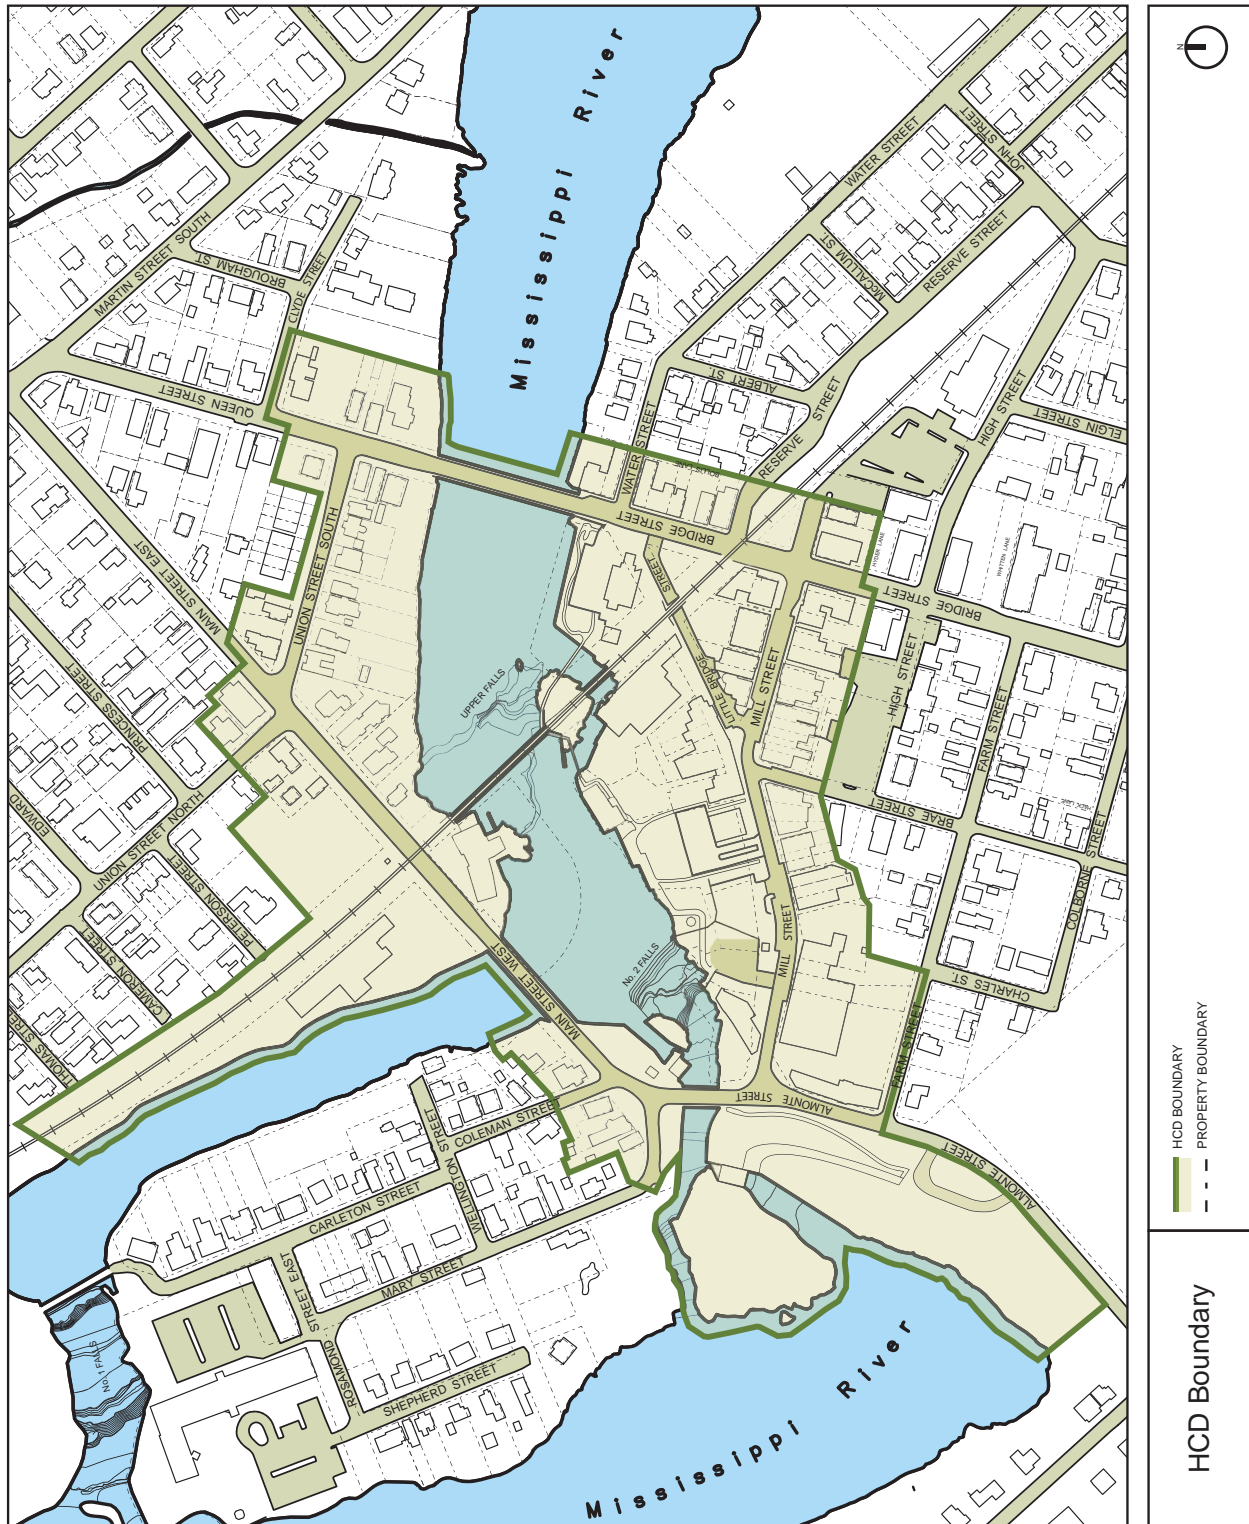 Mississippi River
N
MARTIN STREET SOUTH
BROUGHAM ST.
CLYDE STREET
QUEEN STREET
WATER STREET
JOHN STREET
McCALLUM ST.
RESERVE STREET
ALBERT ST.
WATER STREET
RESERVE STREET
HIGH STREET
ELGIN STREET
MAIN STREET EAST
UNION STREET SOUTH
BRIDGE STREET
HYDER LANE
WHITTEN LANE
BRIDGE STREET
PRINCESS STREET
UPPER FALLS
LITTLE BRIDGE STREET
MILL STREET
HIGH STREET
FARM STREET
EDWARD
UNION STREET NORTH
PETERSON STREET
CAMERON STREET
THOMAS STREET
BRAE STREET
COLBORNE STREET
MAIN STREET WEST
No. 2 FALLS
MILL STREET
CHARLES ST.
FARM STREET
ALMONTE STREET
WELLINGTON STREET
COLEMAN STREET
CARLETON STREET
MARY STREET
ALMONTE STREET
ROSAMOND STREET EAST
SHEPHERD STREET
No. 1 FALLS
Mississippi River
HCD BOUNDARY
PROPERTY BOUNDARY
HCD Boundary